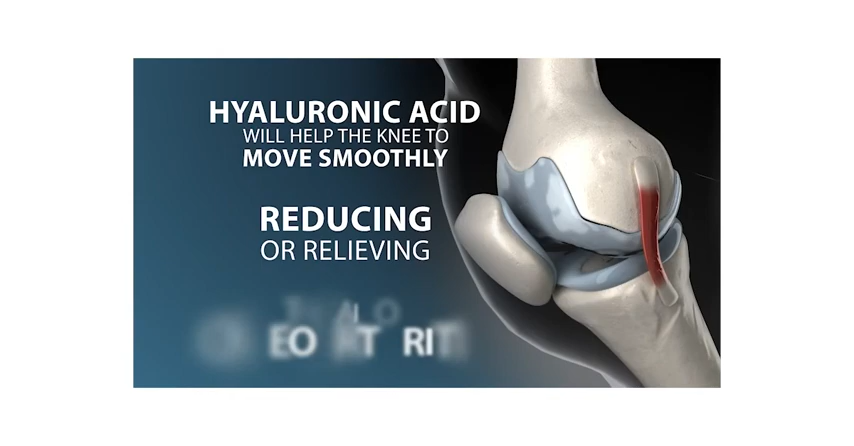 HYALURONIC ACID
WILL HELP THE KNEE TO
MOVE SMOOTHLY
REDUCING
OR RELIEVING